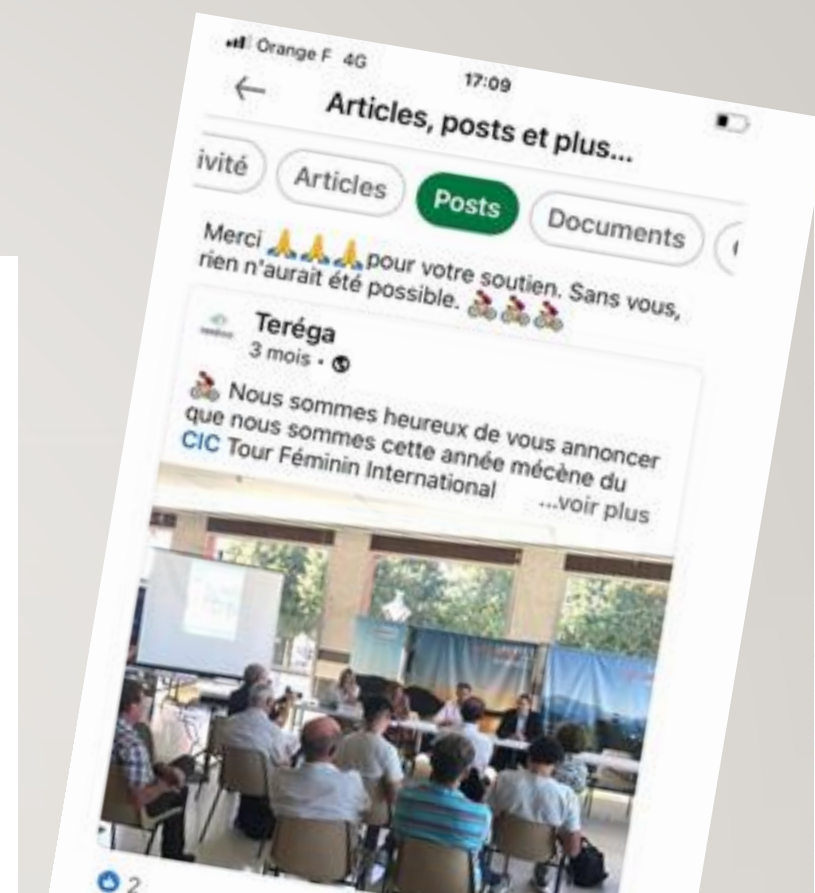 Orange F 4G 17:09
Articles, posts et plus...
ivité Articles Posts Documents
Merci 🙏🙏🙏pour votre soutien. Sans vous,
rien n'aurait été possible. 🚴🚴🚴
Teréga
3 mois •
🚴 Nous sommes heureux de vous annoncer
que nous sommes cette année mécène du
CIC Tour Féminin International ...voir plus
2